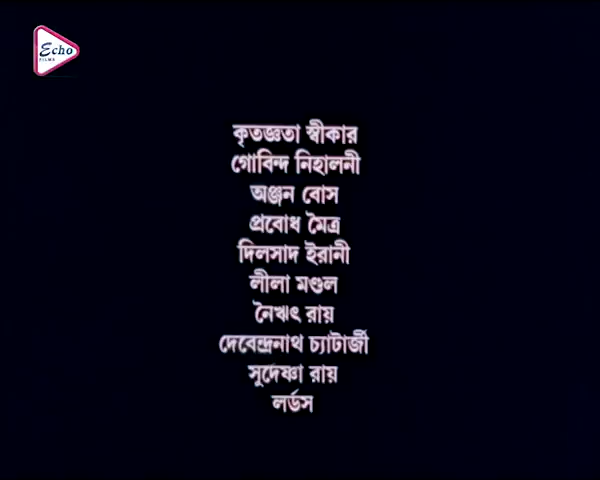 Echo
FILMS
কৃতজ্ঞতা স্বীকার
গোবিন্দ নিহালনী
অঞ্জন বোস
প্রবোধ মৈত্র
দিলসাদ ইরানী
লীলা মণ্ডল
নৈঋৎ রায়
দেবেন্দ্রনাথ চ্যাটার্জী
সুদেষ্ণা রায়
লর্ডস